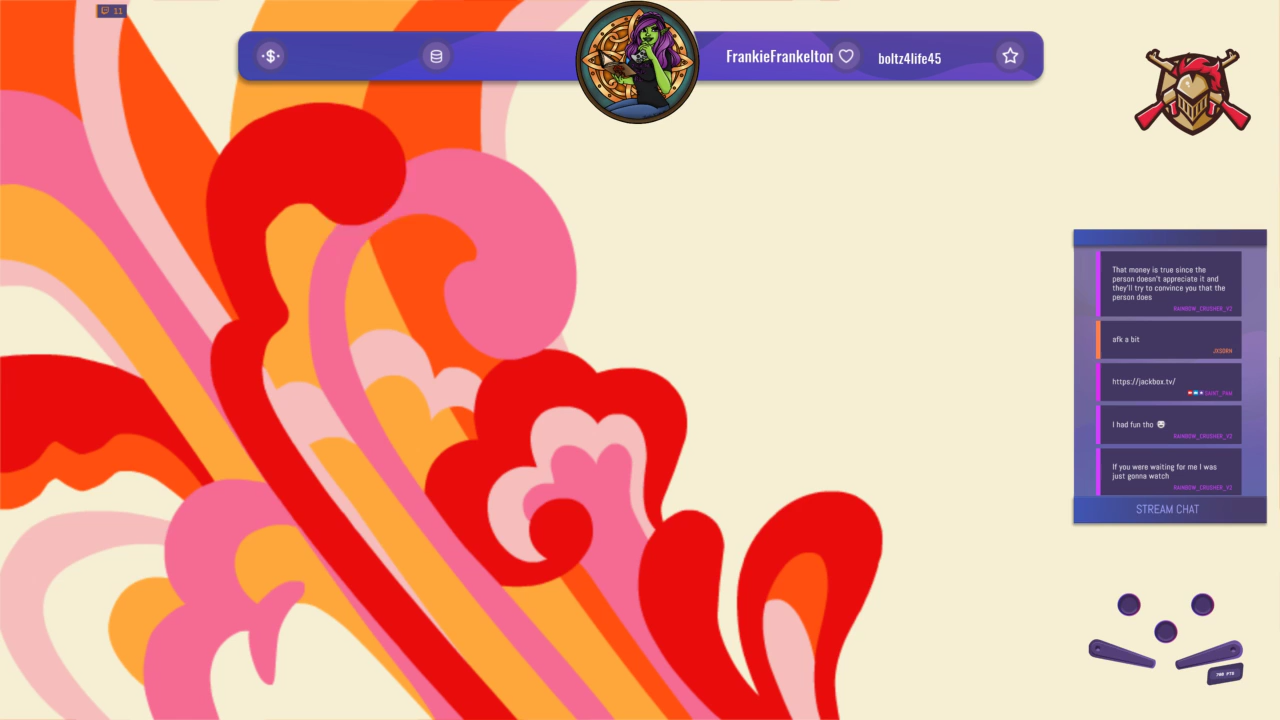 11
FrankieFrankelton
boltz4life45
That money is true since the
person doesn't appreciate it and
they'll try to convince you that the
person does
RAINBOW_CRUSHER_V2
afk a bit
JXDDRN
https://jackbox.tv/
SAINT_PAW
I had fun tho
RAINBOW_CRUSHER_V2
If you were waiting for me I was
just gonna watch
RAINBOW_CRUSHER_V2
STREAM CHAT